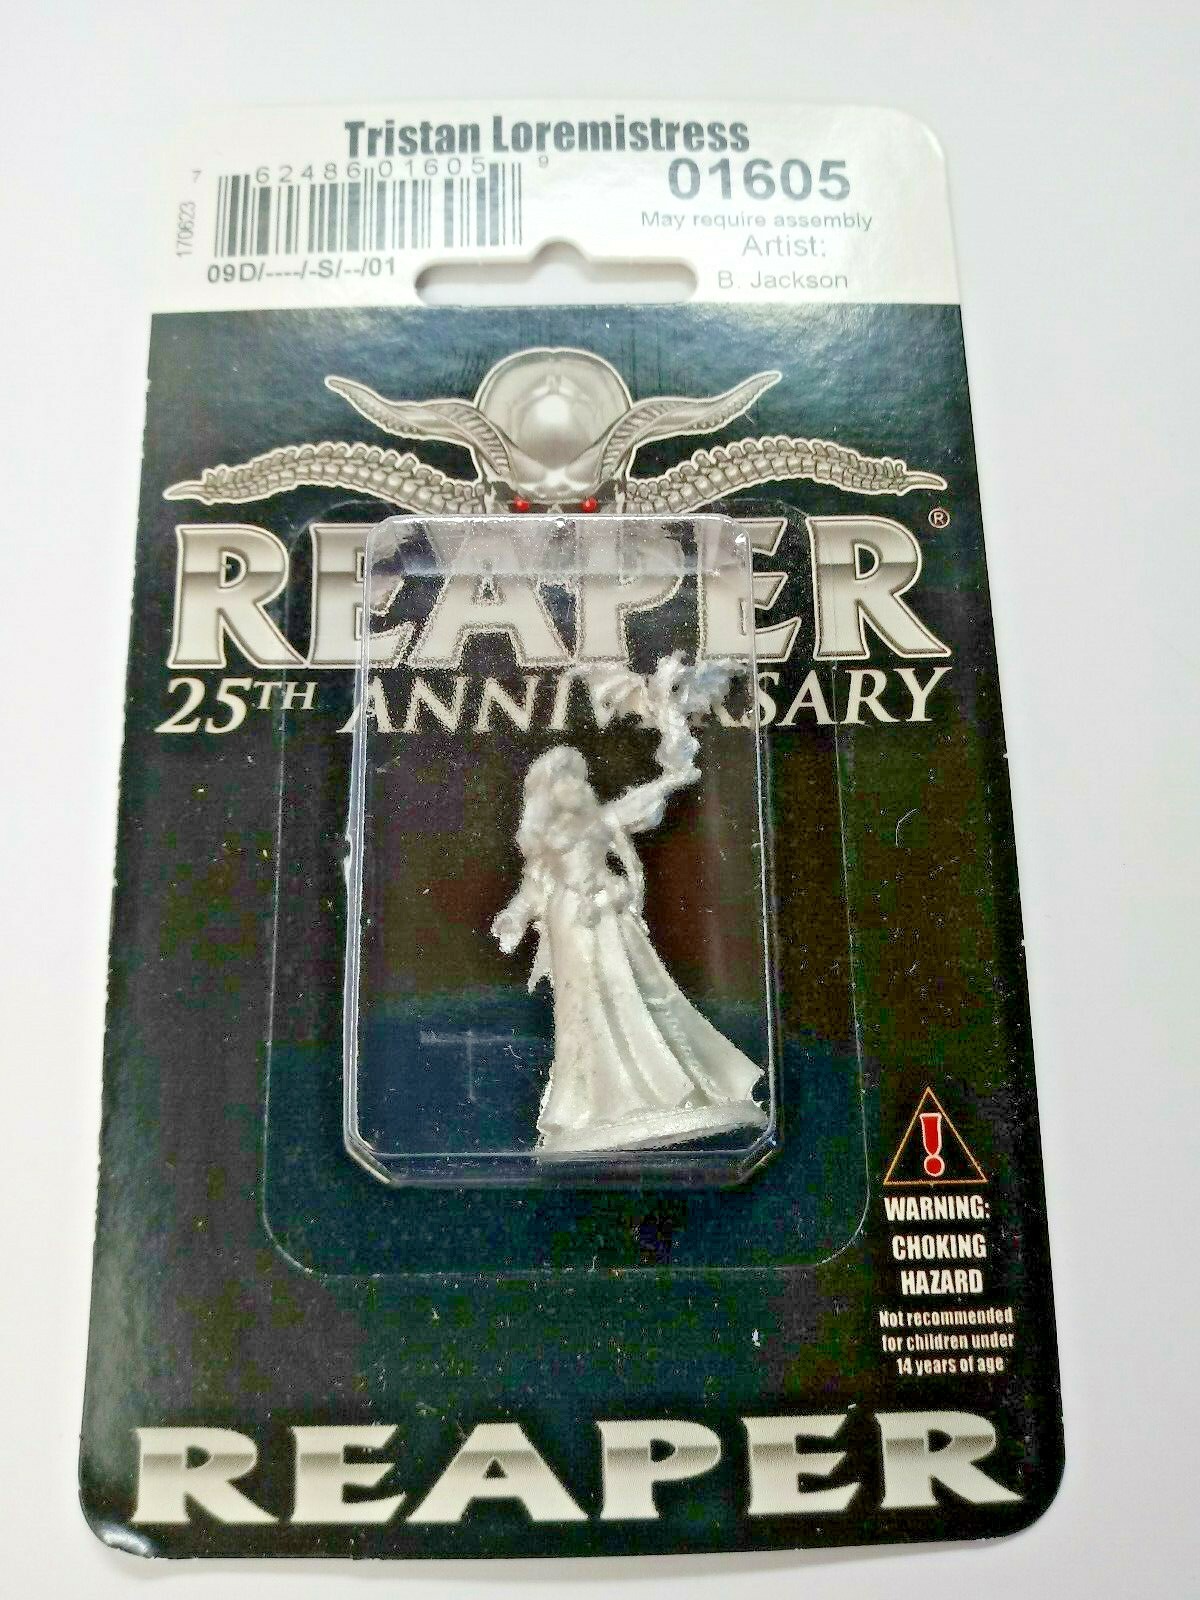 Tristan Loremistress
7 62486 01605 9
01605
170623
May require assembly
Artist:
09D/----/-S/--/01
B. Jackson
REAPER®
25TH ANNIVERSARY
WARNING:
CHOKING
HAZARD
Not recommended
for children under
14 years of age
REAPER